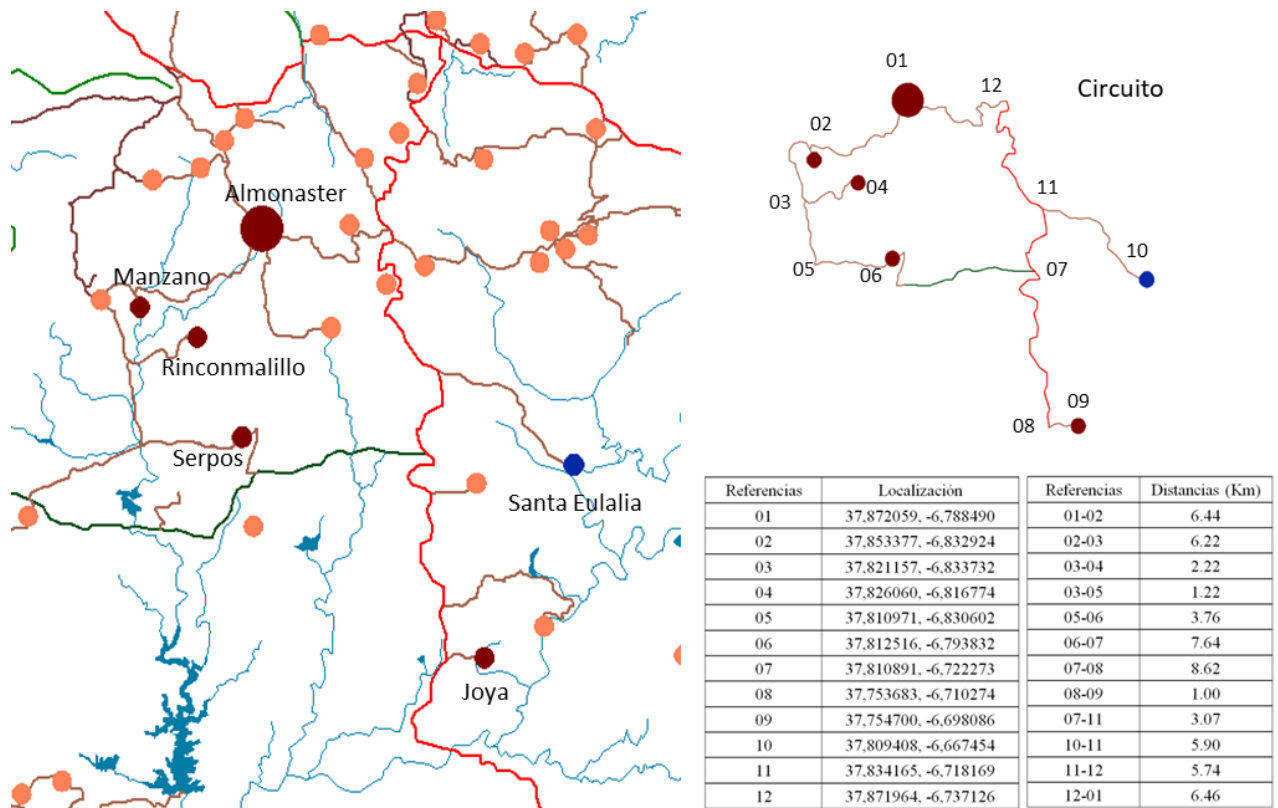 Almonaster
Manzano
Rinconmalillo
Serpos
Santa Eulalia
Joya
Circuito
01
12
02
04
11
03
10
05
06
07
09
08
Referencias Localización
01 37,872059, -6,788490
02 37,853377, -6,832924
03 37,821157, -6,833732
04 37,826060, -6,816774
05 37,810971, -6,830602
06 37,812516, -6,793832
07 37,810891, -6,722273
08 37,753683, -6,710274
09 37,754700, -6,698086
10 37,809408, -6,667454
11 37,834165, -6,718169
12 37,871964, -6,737126
Referencias Distancias (Km)
01-02 6.44
02-03 6.22
03-04 2.22
03-05 1.22
05-06 3.76
06-07 7.64
07-08 8.62
08-09 1.00
07-11 3.07
10-11 5.90
11-12 5.74
12-01 6.46